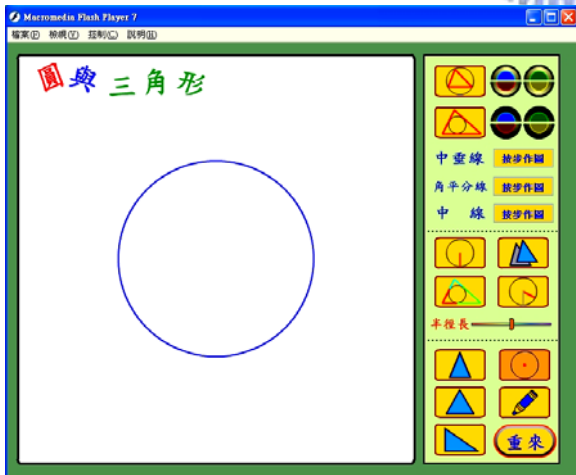 Macromedia Flash Player 7
檔案(F) 檢視(V) 控制(C) 說明(H)
圓與三角形
中垂線 按步作圖
角平分線 按步作圖
中線 按步作圖
半徑長
重來